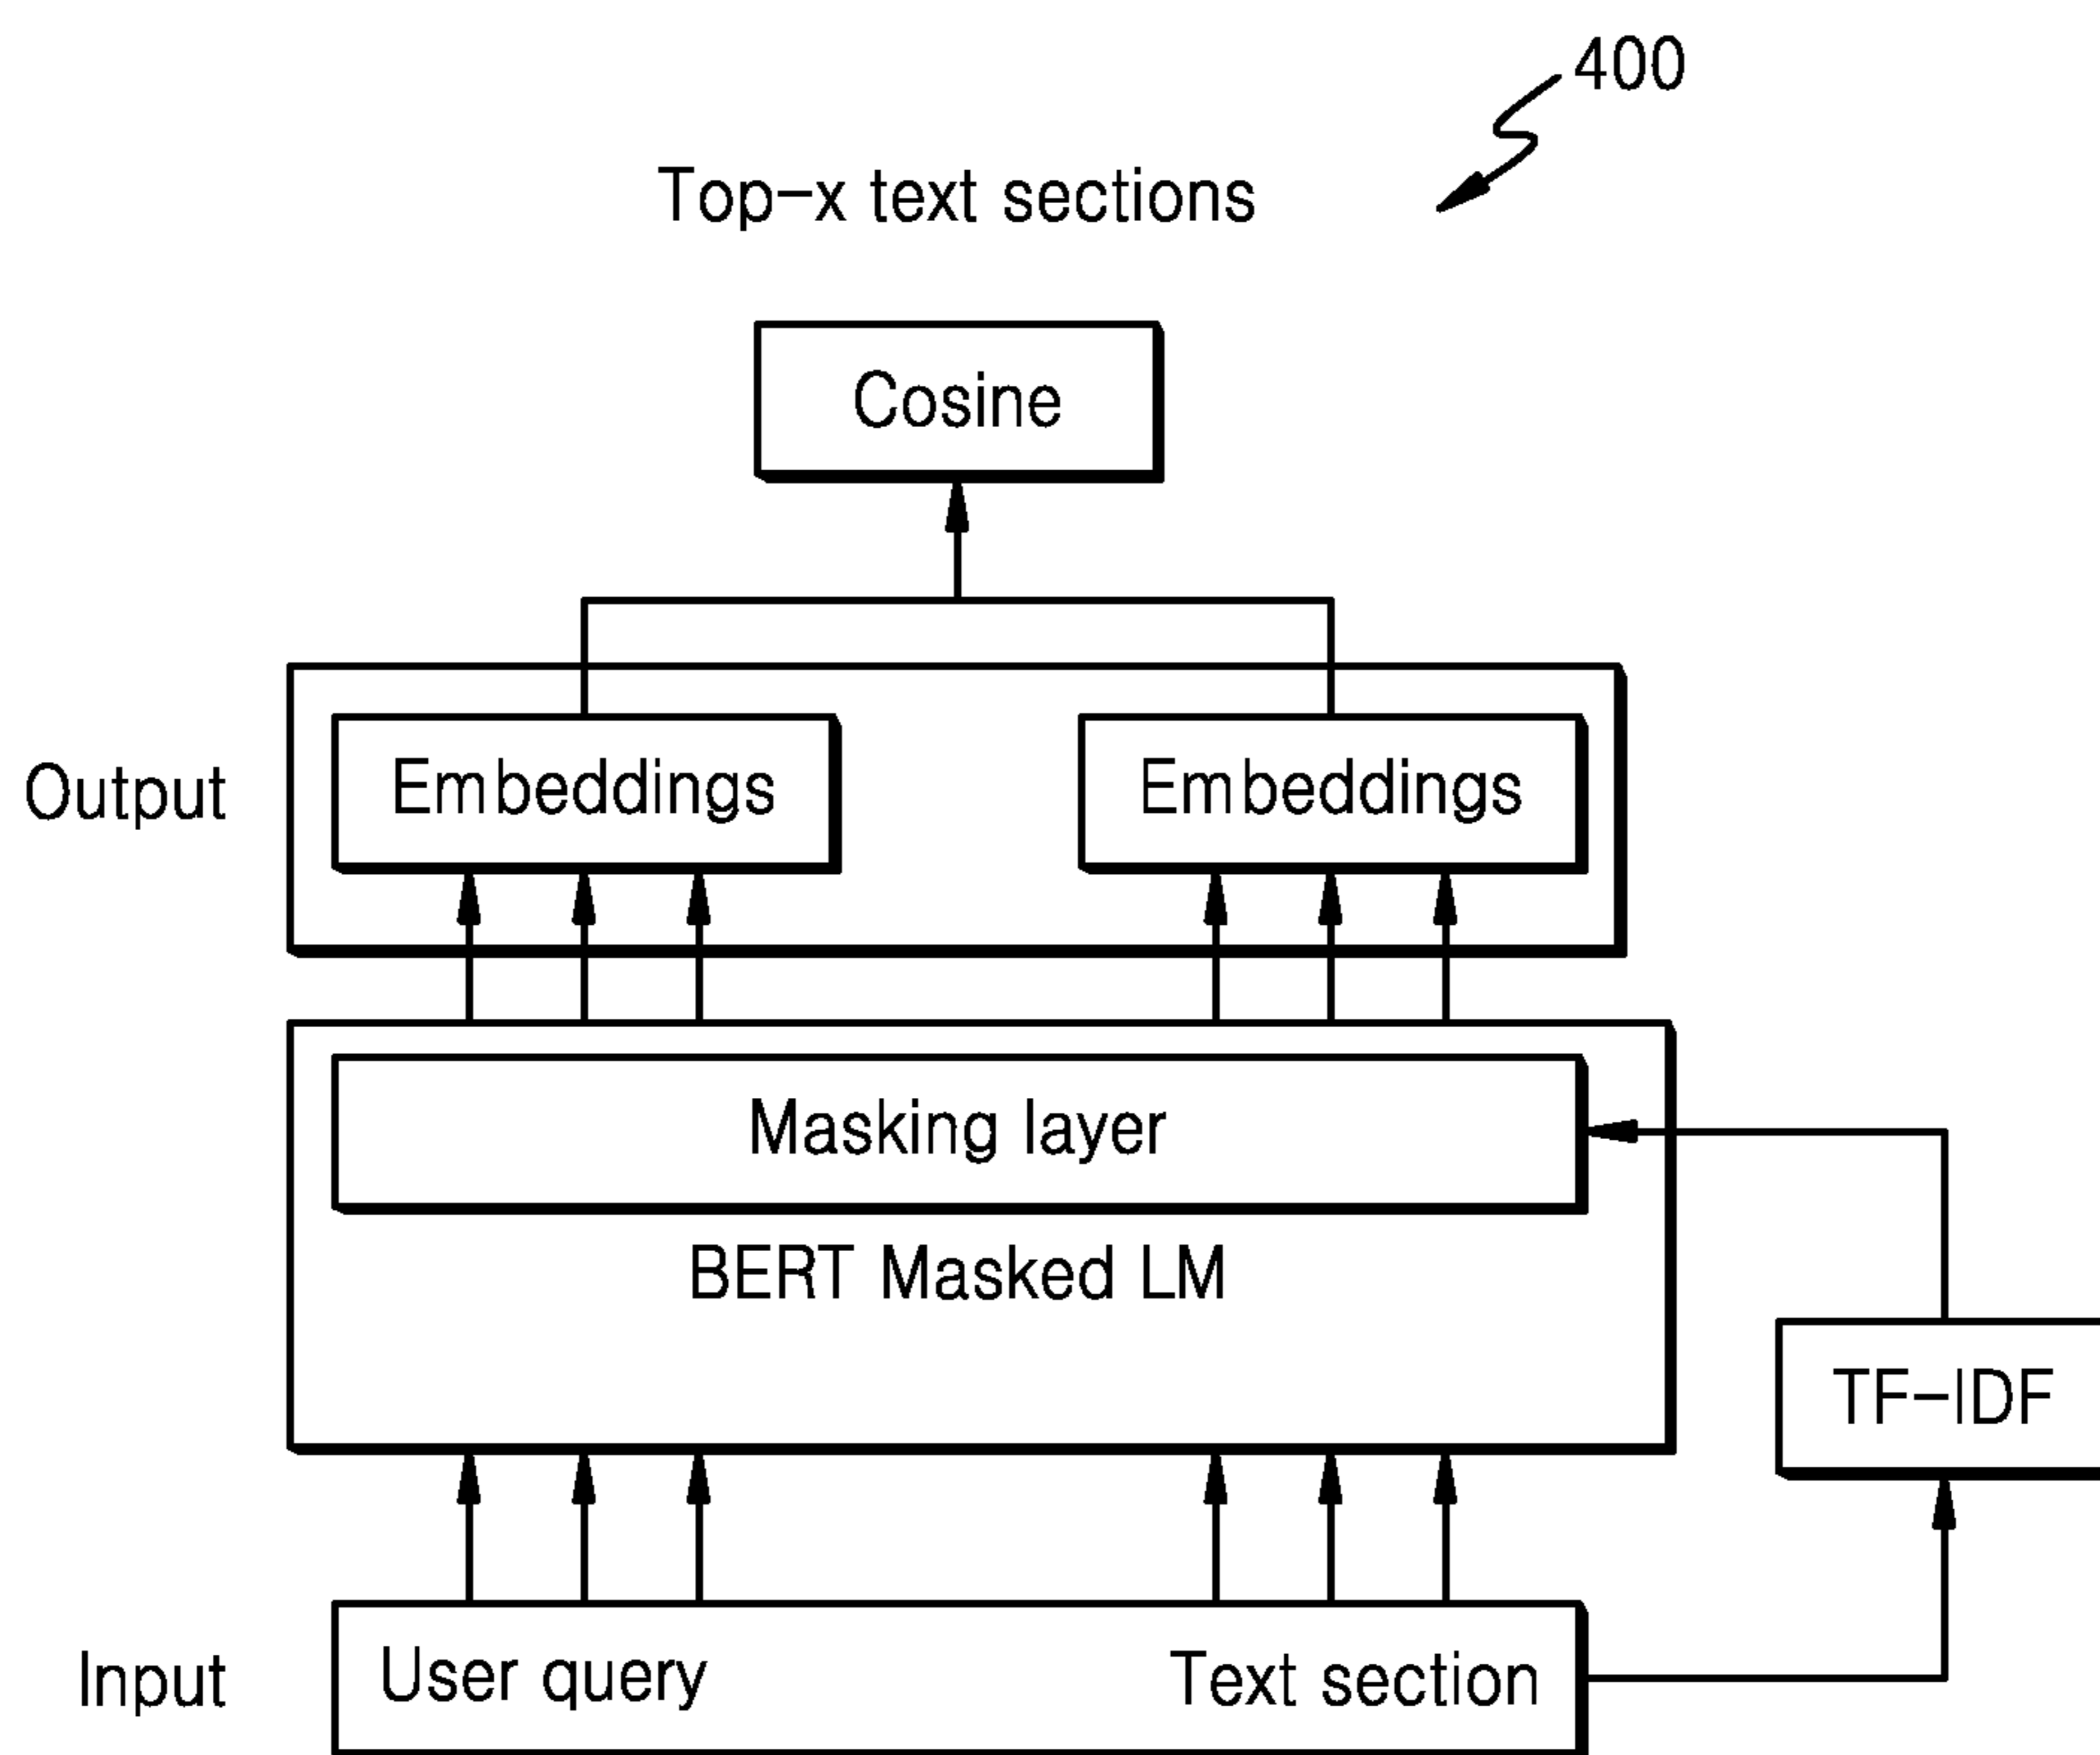 400
Top-x text sections
Cosine
Output
Embeddings
Embeddings
Masking layer
BERT Masked LM
TF-IDF
Input
User query
Text section